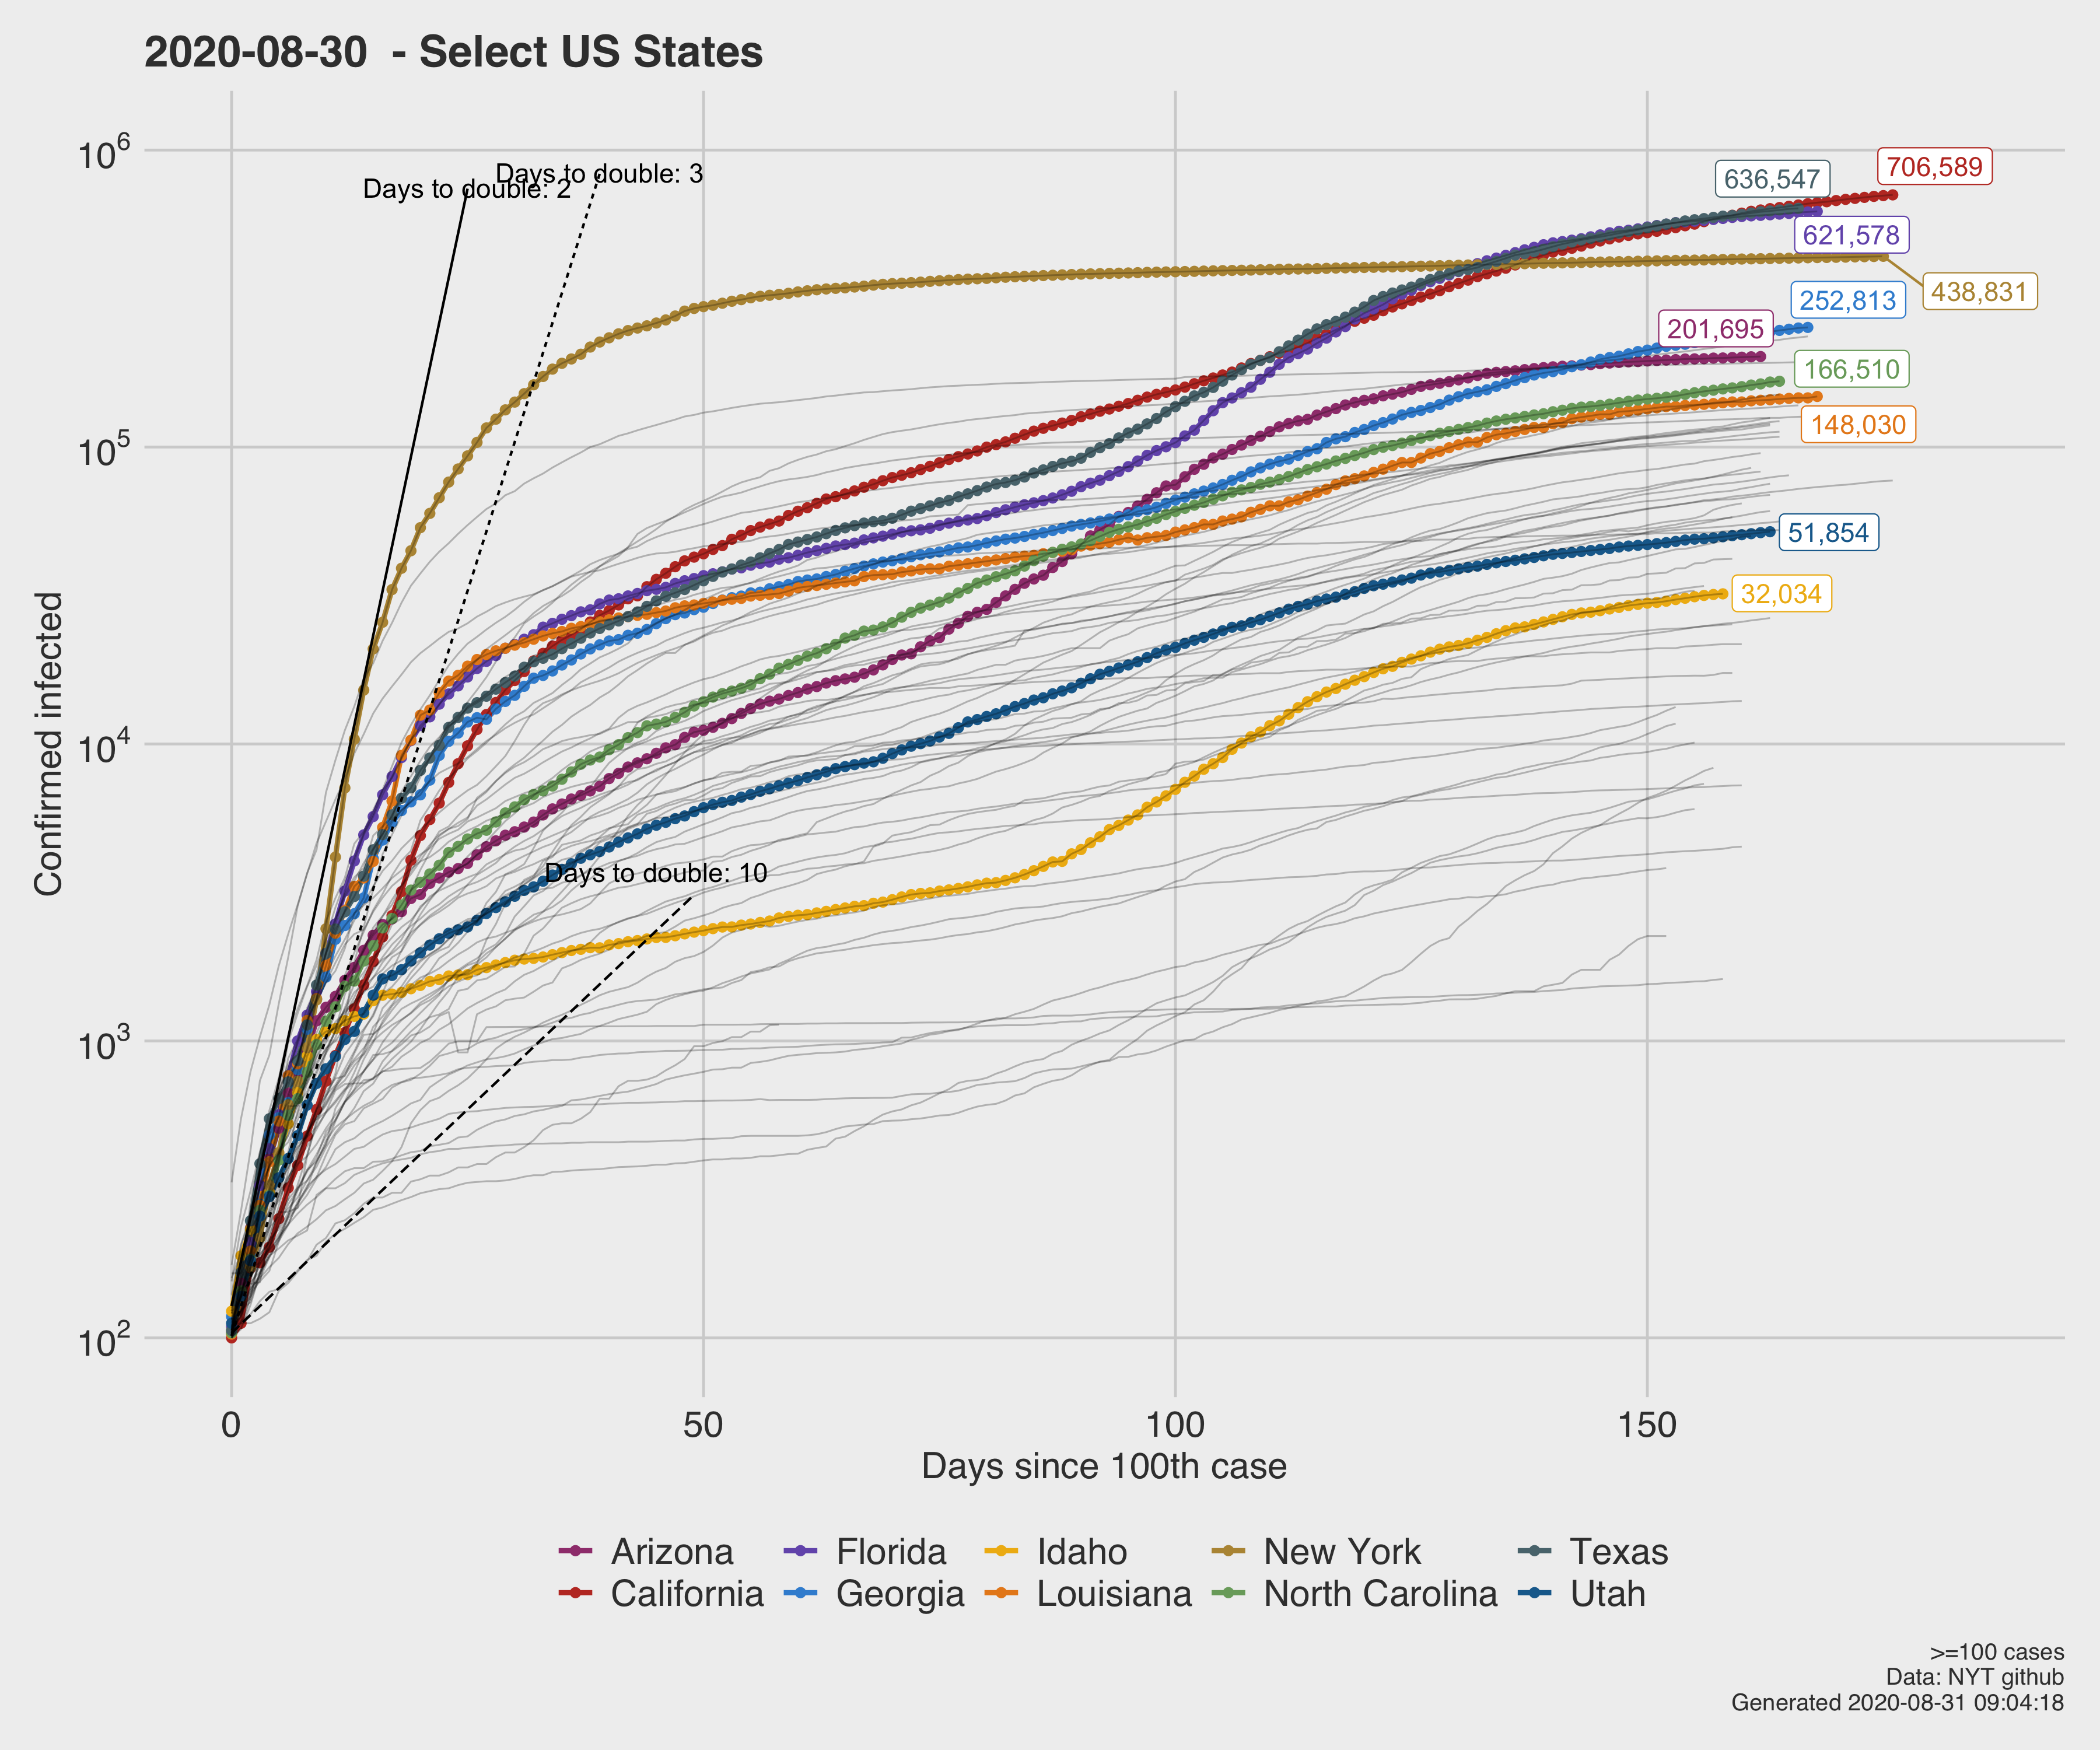 2020-08-30  - Select US States
Confirmed infected
10^6
10^5
10^4
10^3
10^2
Days to double: 2
Days to double: 3
Days to double: 10
636,547
706,589
621,578
438,831
252,813
201,695
166,510
148,030
51,854
32,034
0 50 100 150
Days since 100th case
Arizona Florida Idaho New York Texas
California Georgia Louisiana North Carolina Utah
>=100 cases
Data: NYT github
Generated 2020-08-31 09:04:18